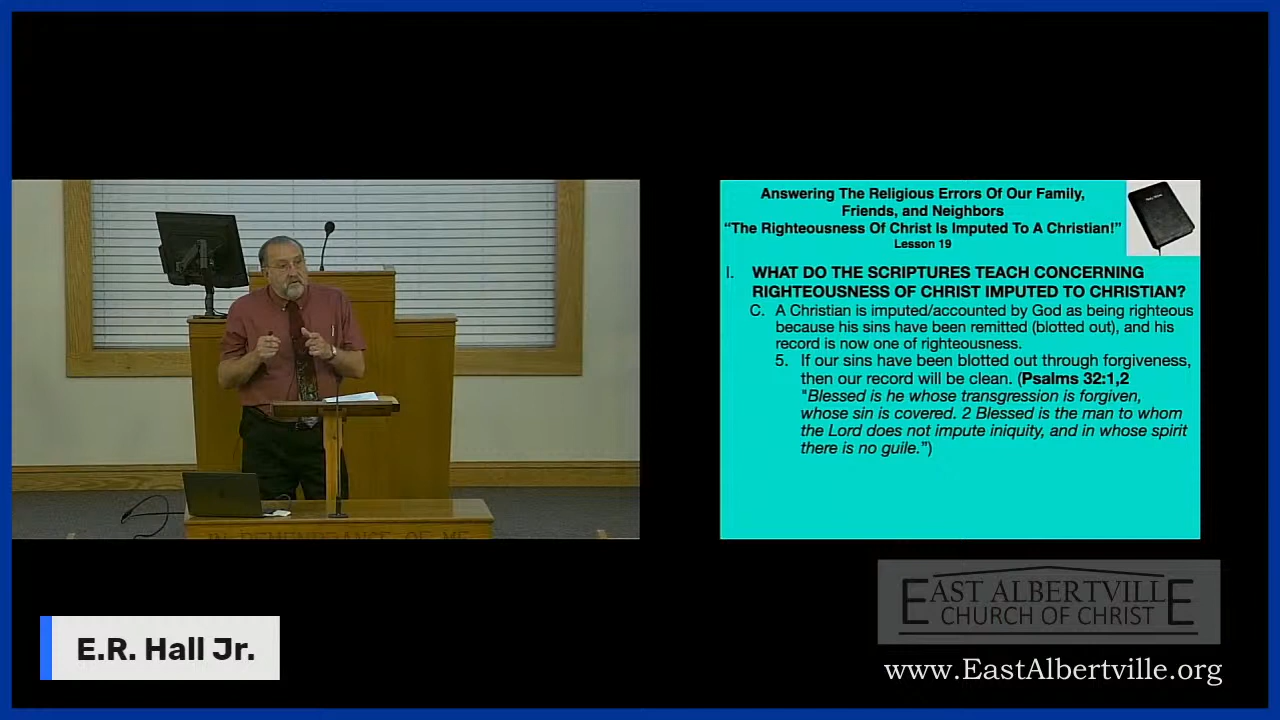 Answering The Religious Errors Of Our Family,
Friends, and Neighbors
“The Righteousness Of Christ Is Imputed To A Christian!”
Lesson 19
I. WHAT DO THE SCRIPTURES TEACH CONCERNING
RIGHTEOUSNESS OF CHRIST IMPUTED TO CHRISTIAN?
C. A Christian is imputed/accounted by God as being righteous
because his sins have been remitted (blotted out), and his
record is now one of righteousness.
5. If our sins have been blotted out through forgiveness,
then our record will be clean. (Psalms 32:1,2
"Blessed is he whose transgression is forgiven,
whose sin is covered. 2 Blessed is the man to whom
the Lord does not impute iniquity, and in whose spirit
there is no guile.”)
IN REMEMBRANCE OF ME
EAST ALBERTVILLE
CHURCH OF CHRIST
E.R. Hall Jr.
www.EastAlbertville.org